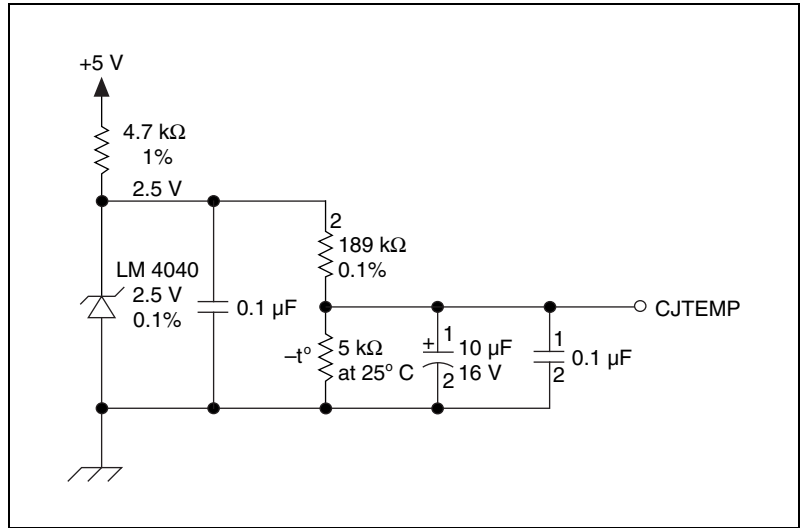 +5 V
4.7 kΩ
1%
2.5 V
2
189 kΩ
0.1%
LM 4040
2.5 V
0.1%
0.1 µF
CJTEMP
–t°
5 kΩ
at 25° C
+
1
10 µF
2
16 V
1
0.1 µF
2